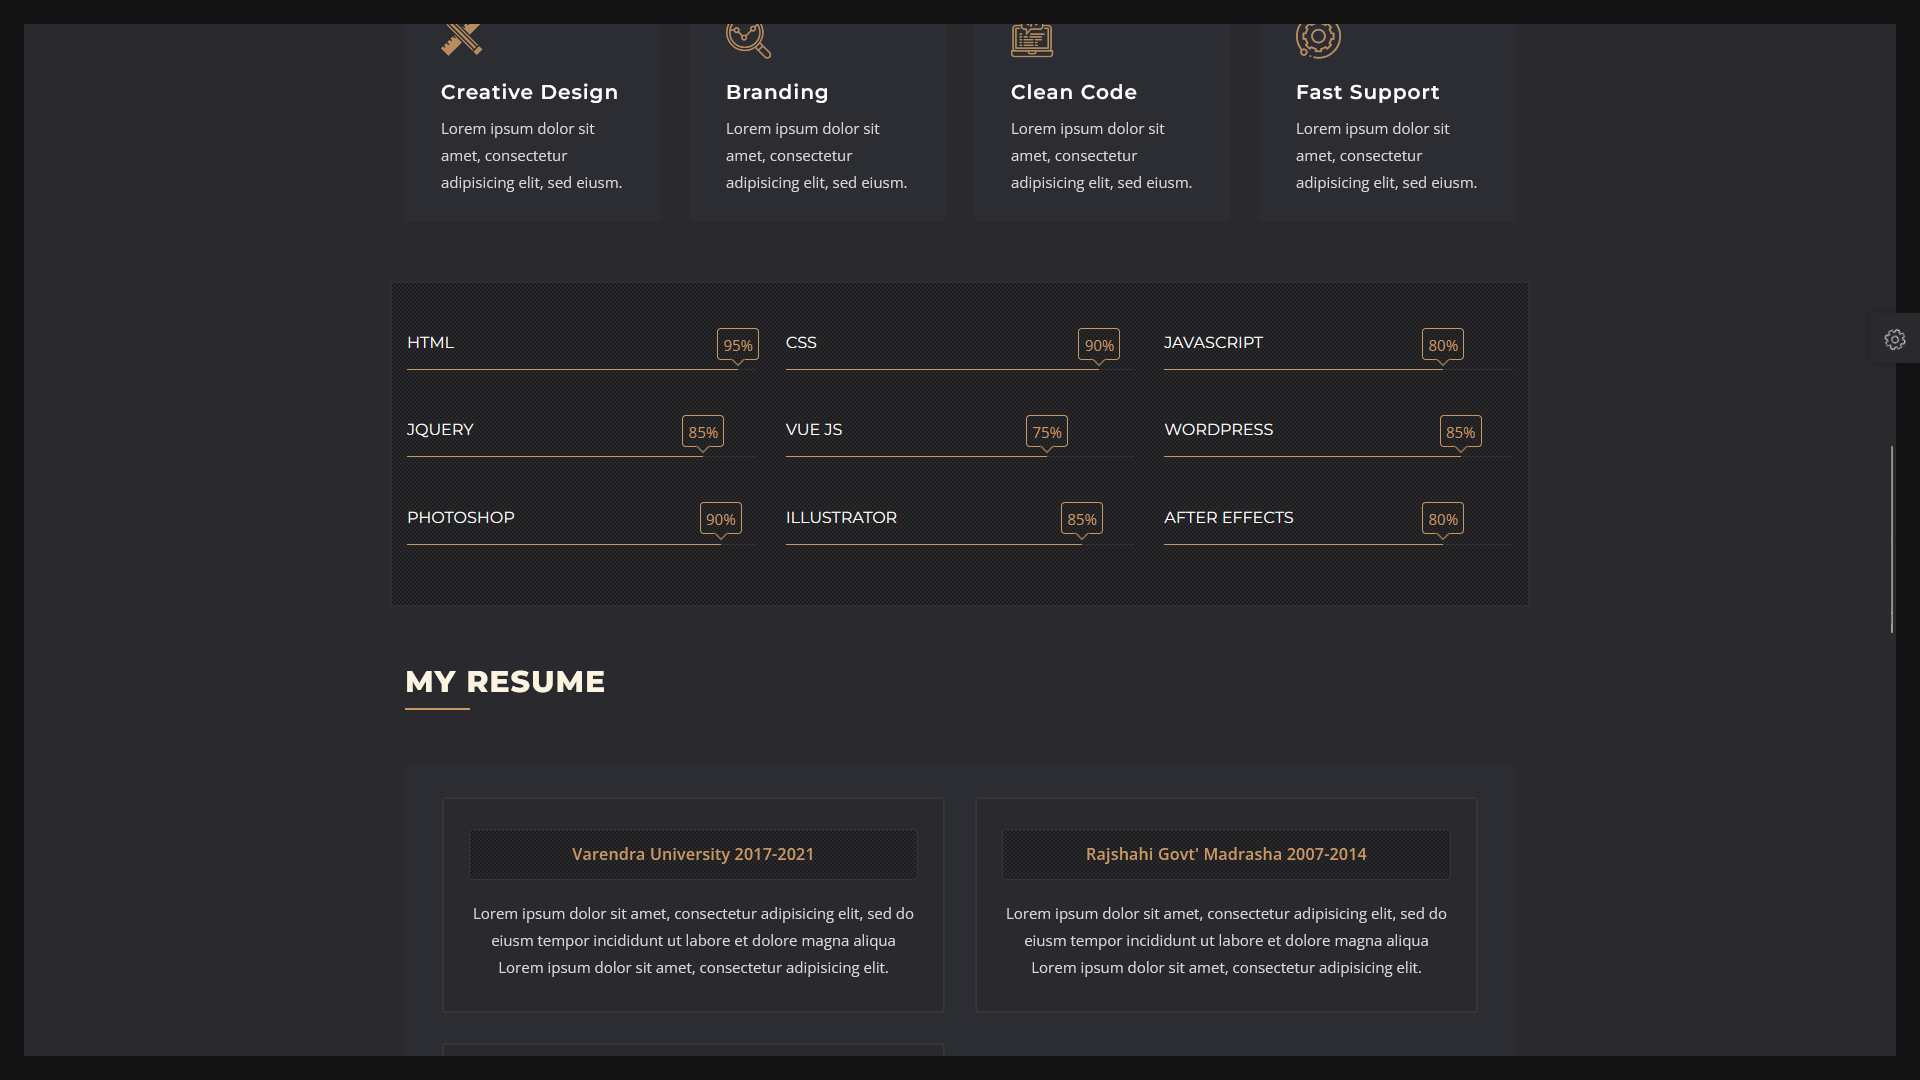 Creative Design
Lorem ipsum dolor sit
amet, consectetur
adipisicing elit, sed eiusm.
Branding
Lorem ipsum dolor sit
amet, consectetur
adipisicing elit, sed eiusm.
Clean Code
Lorem ipsum dolor sit
amet, consectetur
adipisicing elit, sed eiusm.
Fast Support
Lorem ipsum dolor sit
amet, consectetur
adipisicing elit, sed eiusm.
HTML 95%
CSS 90%
JAVASCRIPT 80%
JQUERY 85%
VUE JS 75%
WORDPRESS 85%
PHOTOSHOP 90%
ILLUSTRATOR 85%
AFTER EFFECTS 80%
MY RESUME
Varendra University 2017-2021
Lorem ipsum dolor sit amet, consectetur adipisicing elit, sed do
eiusm tempor incididunt ut labore et dolore magna aliqua
Lorem ipsum dolor sit amet, consectetur adipisicing elit.
Rajshahi Govt' Madrasha 2007-2014
Lorem ipsum dolor sit amet, consectetur adipisicing elit, sed do
eiusm tempor incididunt ut labore et dolore magna aliqua
Lorem ipsum dolor sit amet, consectetur adipisicing elit.